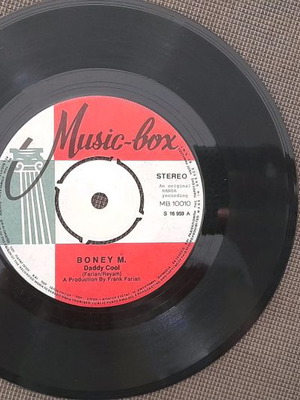 Music-box
STEREO
An original
HANSA
recording
MB 10010
S 16 959 A
BONEY M.
Daddy Cool
(Farian/Reyam)
A Production By Frank Farian